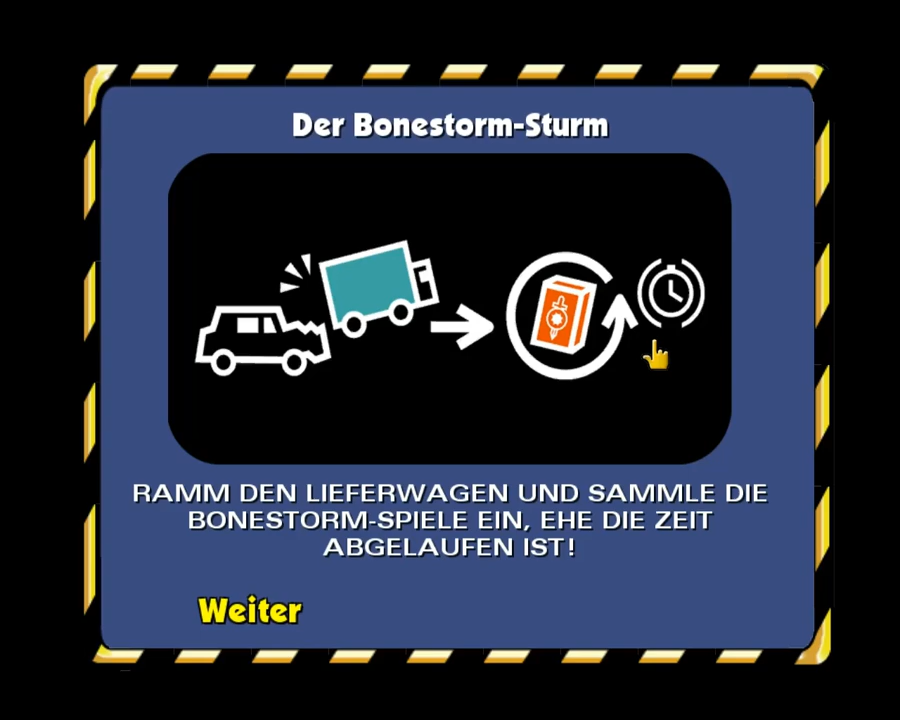 Der Bonestorm-Sturm
RAMM DEN LIEFERWAGEN UND SAMMLE DIE
BONESTORM-SPIELE EIN, EHE DIE ZEIT
ABGELAUFEN IST!
Weiter